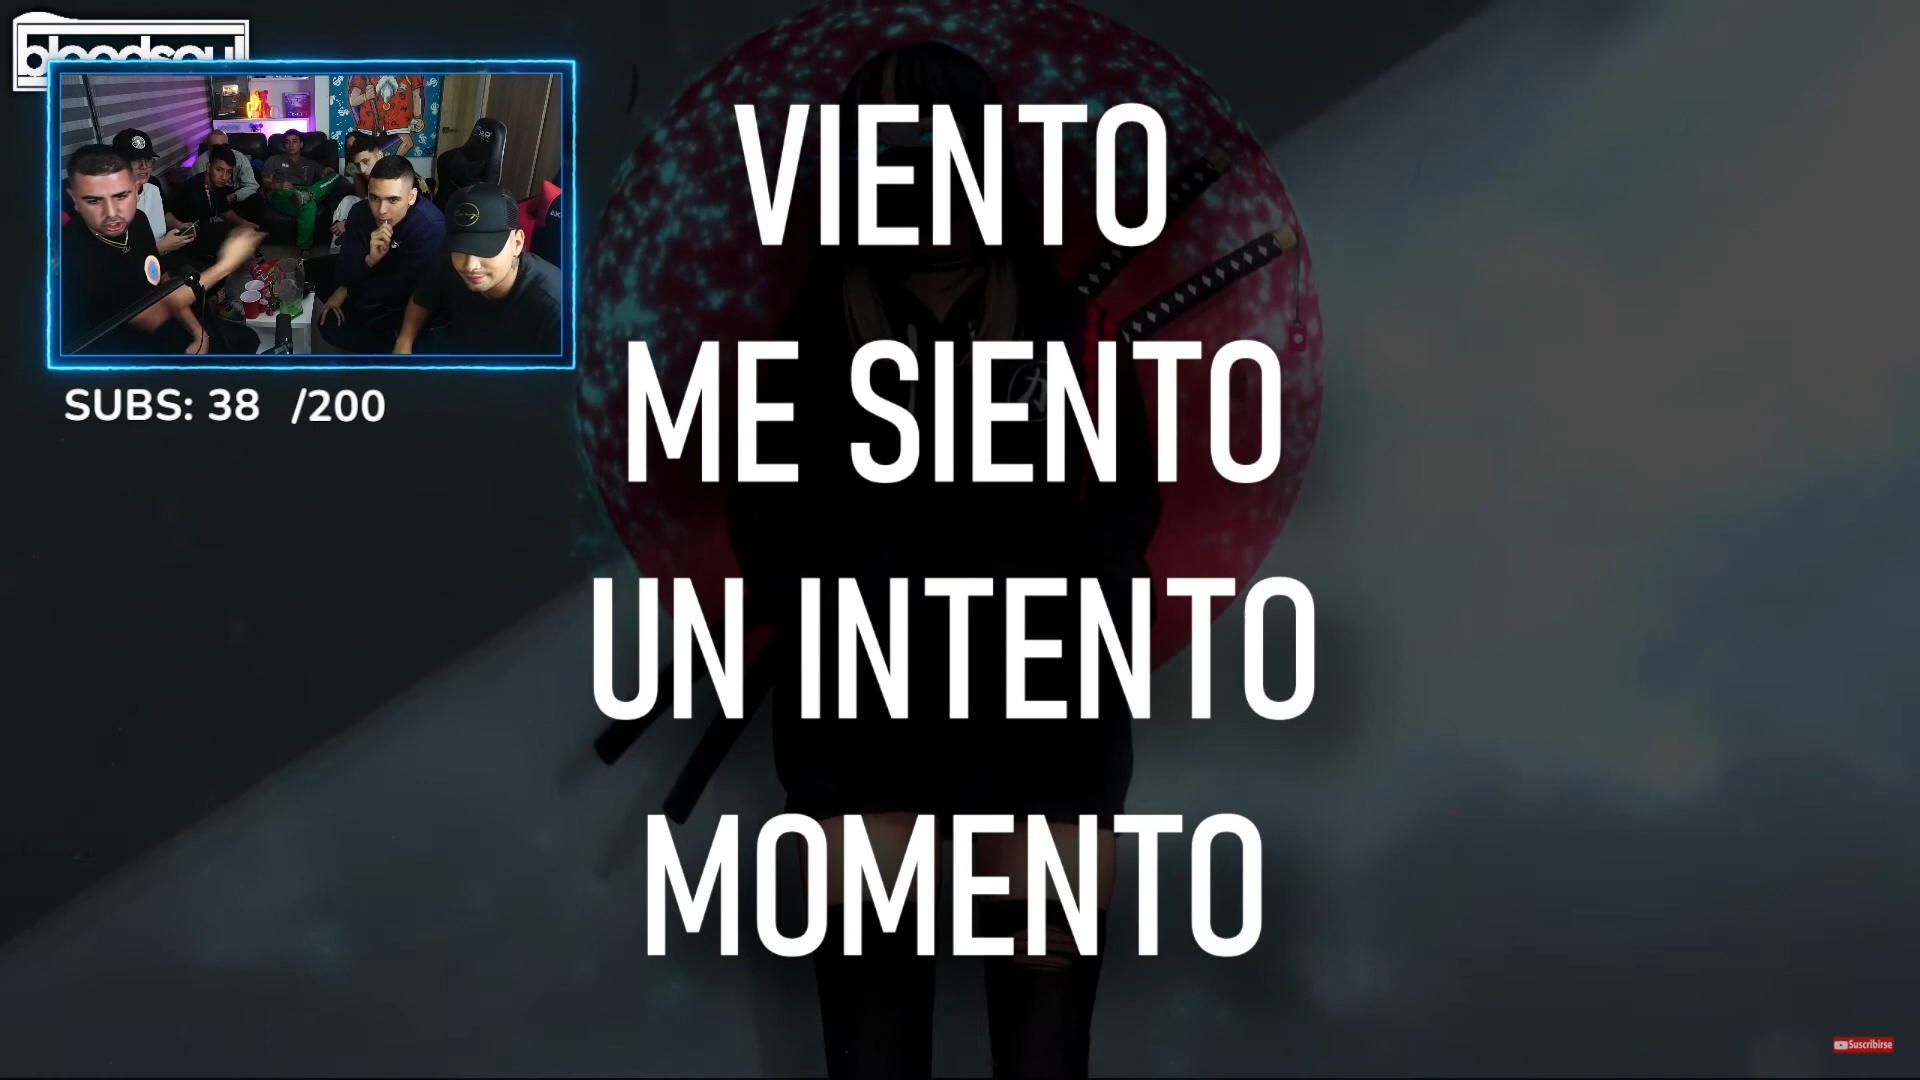 bloodsoul
VIENTO
ME SIENTO
UN INTENTO
MOMENTO
SUBS: 38 /200
Suscribirse